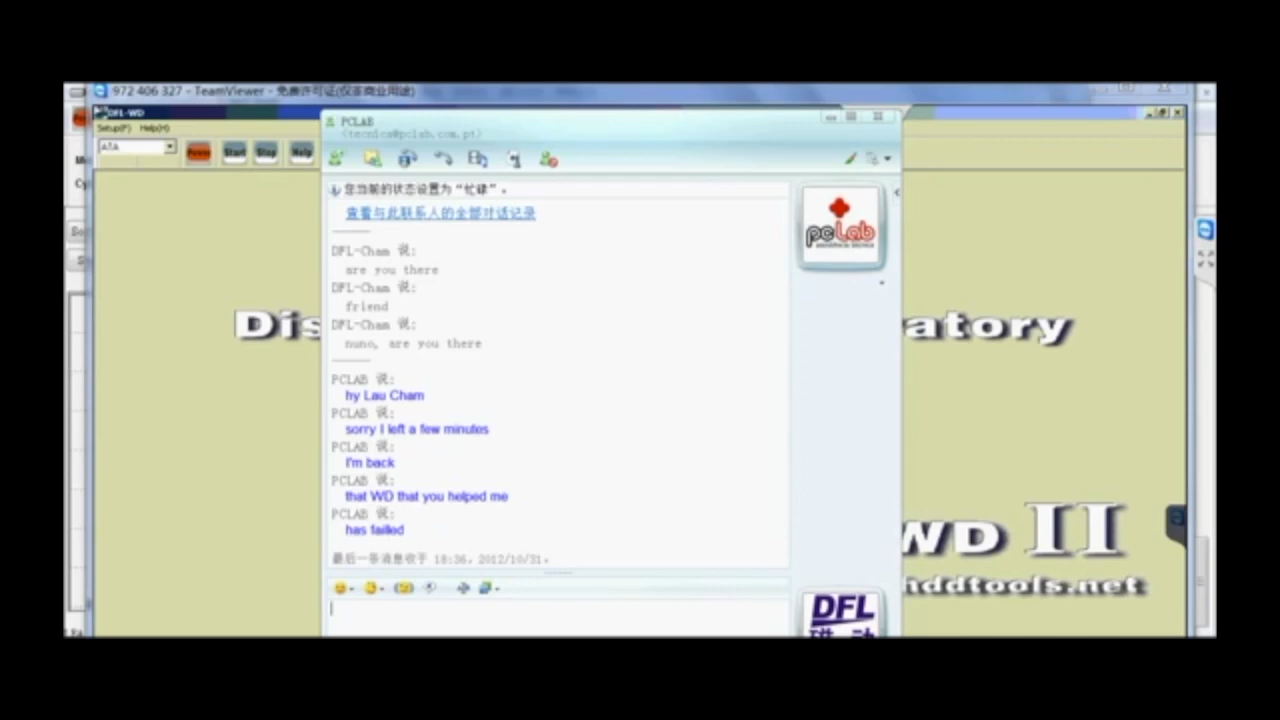 972 406 327 - TeamViewer - 免费许可证(仅非商业用途)
DFL-WD
Setup(P) Help(H)
ATA
Power
Start
Stop
Help
PCLAB
<tecnica@pclab.com.pt>
您当前的状态设置为“忙碌”。
查看与此联系人的全部对话记录
DFL-Cham 说:
are you there
DFL-Cham 说:
friend
DFL-Cham 说:
nuno, are you there
PCLAB 说:
hy Lau Cham
PCLAB 说:
sorry I left a few minutes
PCLAB 说:
I'm back
PCLAB 说:
that WD that you helped me
PCLAB 说:
has failled
最后一条消息收于 18:36，2012/10/31。
pcLab
assistência técnica
Dis
atory
WD II
hddtools.net
DFL